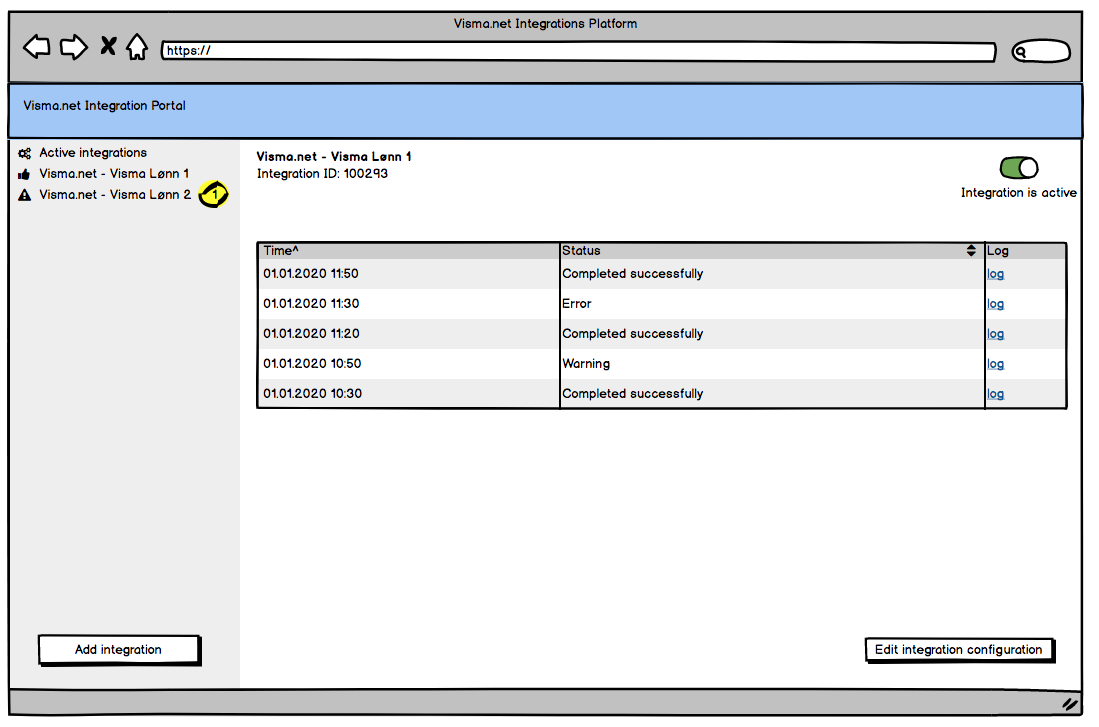 Visma.net Integrations Platform
https://
Visma.net Integration Portal
Active integrations
Visma.net - Visma Lønn 1
Visma.net - Visma Lønn 2
1
Visma.net - Visma Lønn 1
Integration ID: 100293
Integration is active
Time^ Status Log
01.01.2020 11:50 Completed successfully log
01.01.2020 11:30 Error log
01.01.2020 11:20 Completed successfully log
01.01.2020 10:50 Warning log
01.01.2020 10:30 Completed successfully log
Add integration
Edit integration configuration